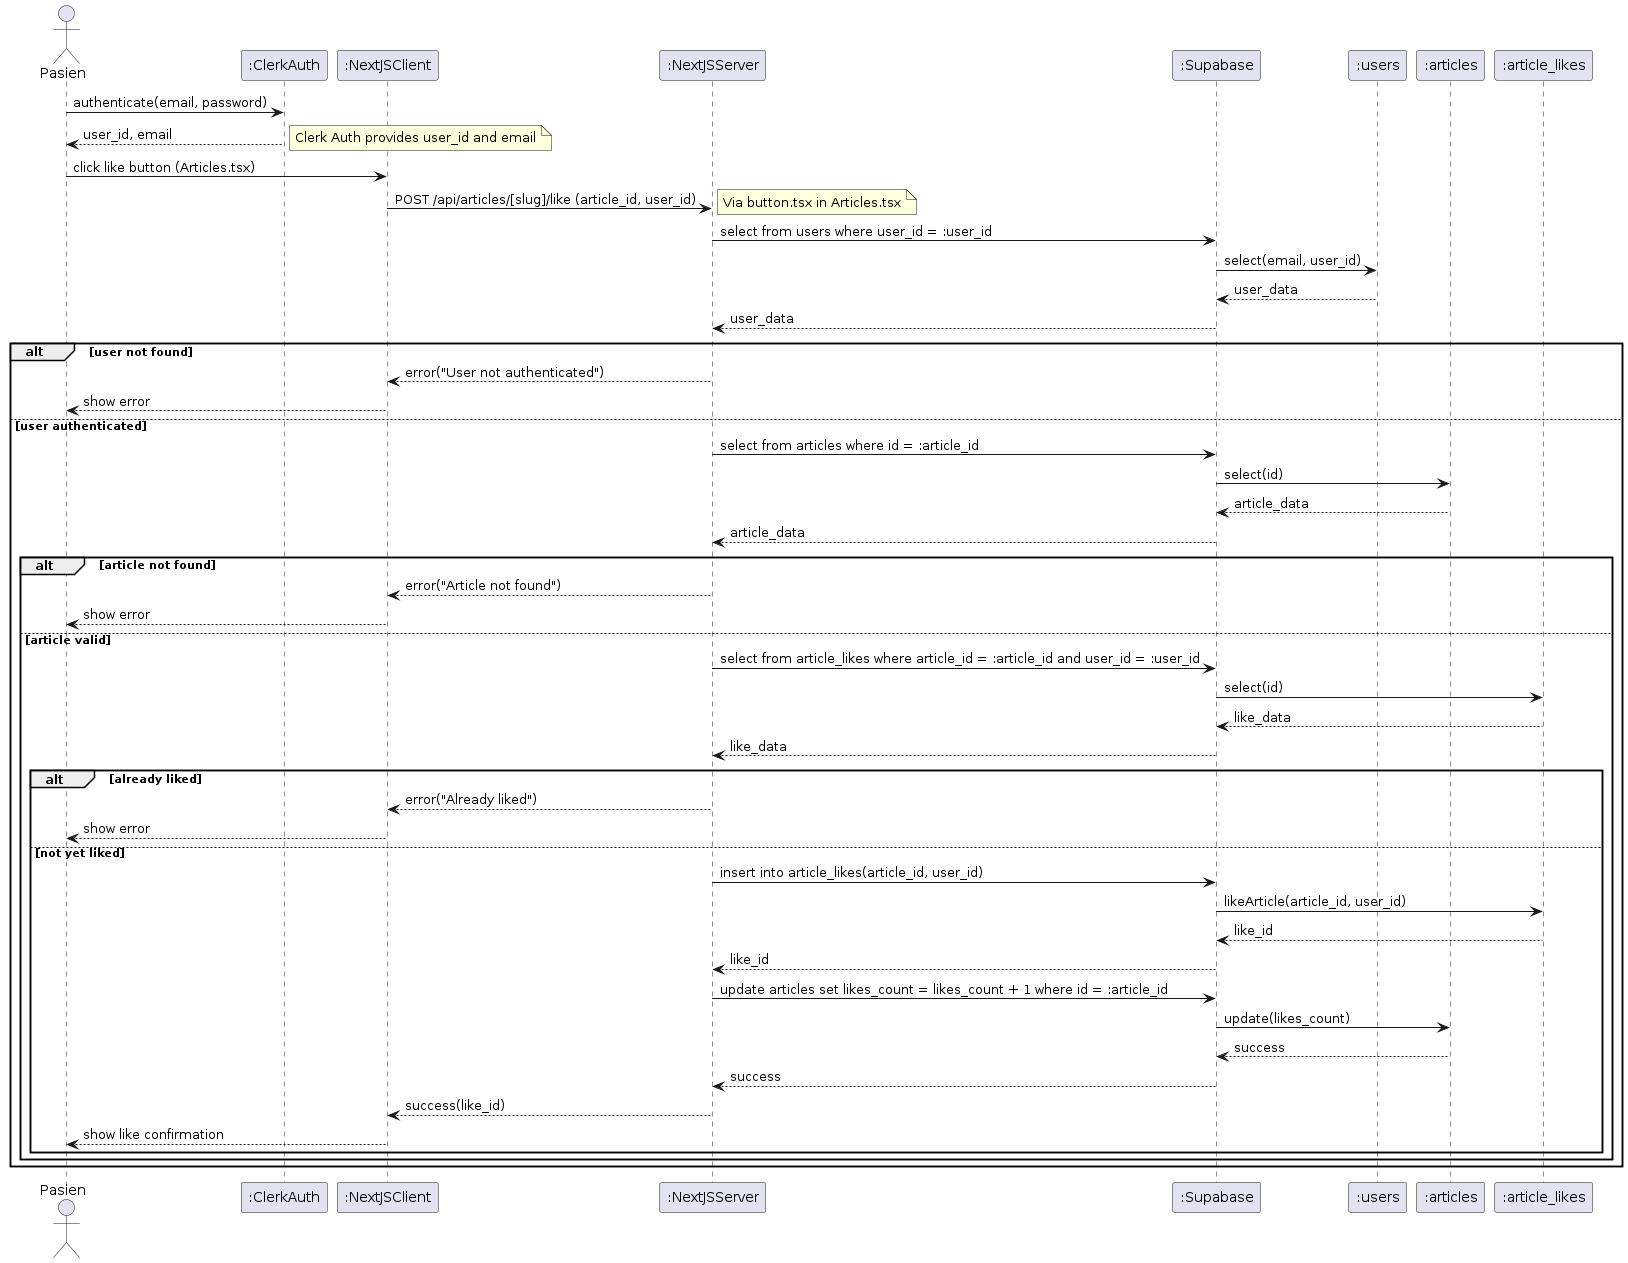 Pasien
:ClerkAuth
:NextJSClient
:NextJSServer
:Supabase
:users
:articles
:article_likes
authenticate(email, password)
user_id, email
Clerk Auth provides user_id and email
click like button (Articles.tsx)
POST /api/articles/[slug]/like (article_id, user_id)
Via button.tsx in Articles.tsx
select from users where user_id = :user_id
select(email, user_id)
user_data
user_data
alt
[user not found]
error("User not authenticated")
show error
[user authenticated]
select from articles where id = :article_id
select(id)
article_data
article_data
alt
[article not found]
error("Article not found")
show error
[article valid]
select from article_likes where article_id = :article_id and user_id = :user_id
select(id)
like_data
like_data
alt
[already liked]
error("Already liked")
show error
[not yet liked]
insert into article_likes(article_id, user_id)
likeArticle(article_id, user_id)
like_id
like_id
update articles set likes_count = likes_count + 1 where id = :article_id
update(likes_count)
success
success
success(like_id)
show like confirmation
Pasien
:ClerkAuth
:NextJSClient
:NextJSServer
:Supabase
:users
:articles
:article_likes